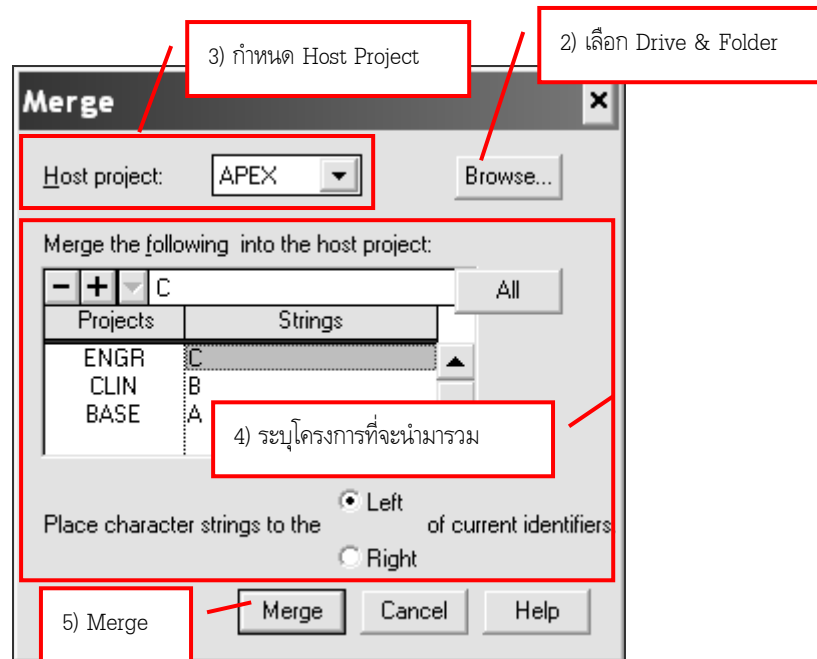 3) กำหนด Host Project
2) เลือก Drive & Folder
Merge
Host project: APEX Browse...
Merge the following into the host project:
C All
Projects Strings
ENGR C
CLIN B
BASE A
4) ระบุโครงการที่จะนำมารวม
Left
Place character strings to the of current identifiers
Right
5) Merge
Merge Cancel Help